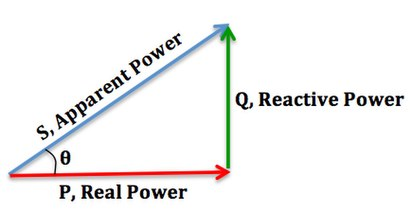 S, Apparent Power
Q, Reactive Power
θ
P, Real Power